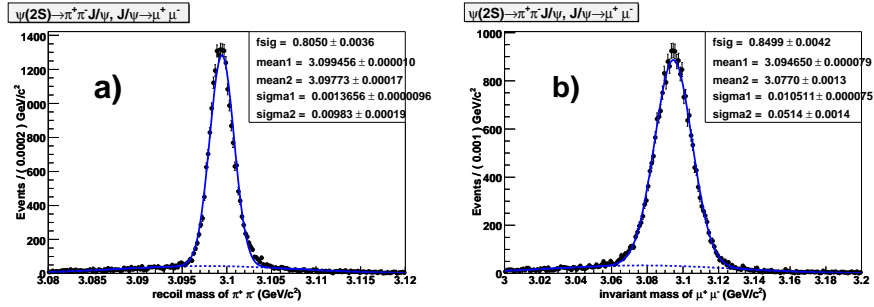 ψ(2S)→π⁺π⁻J/ψ, J/ψ→μ⁺ μ⁻
Events / ( 0.0002 ) GeV/c²
1400
1200
1000
800
600
400
200
0
a)
fsig = 0.8050 ± 0.0036
mean1 = 3.099456 ± 0.000010
mean2 = 3.09773 ± 0.00017
sigma1 = 0.0013656 ± 0.0000096
sigma2 = 0.00983 ± 0.00019
3.08 3.085 3.09 3.095 3.1 3.105 3.11 3.115 3.12
recoil mass of π⁺ π⁻ (GeV/c²)
ψ(2S)→π⁺π⁻J/ψ, J/ψ→μ⁺ μ⁻
Events / ( 0.001 ) GeV/c²
1000
800
600
400
200
0
b)
fsig = 0.8499 ± 0.0042
mean1 = 3.094650 ± 0.000079
mean2 = 3.0770 ± 0.0013
sigma1 = 0.010511 ± 0.000075
sigma2 = 0.0514 ± 0.0014
3 3.02 3.04 3.06 3.08 3.1 3.12 3.14 3.16 3.18 3.2
invariant mass of μ⁺ μ⁻ (GeV/c²)